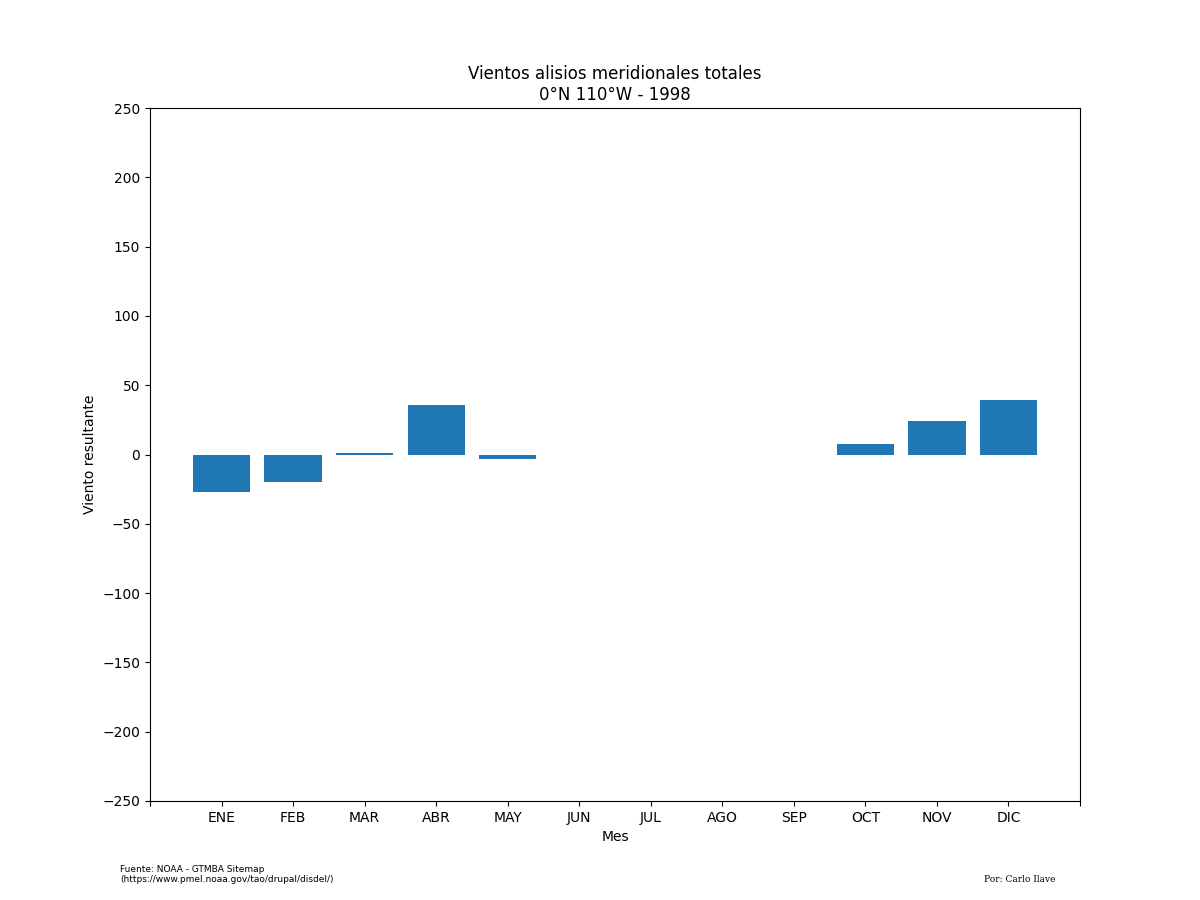 Vientos alisios meridionales totales
0°N 110°W - 1998
250
200
150
100
50
0
−50
−100
−150
−200
−250
Viento resultante
ENE FEB MAR ABR MAY JUN JUL AGO SEP OCT NOV DIC
Mes
Fuente: NOAA - GTMBA Sitemap
(https://www.pmel.noaa.gov/tao/drupal/disdel/)
Por: Carlo Ilave